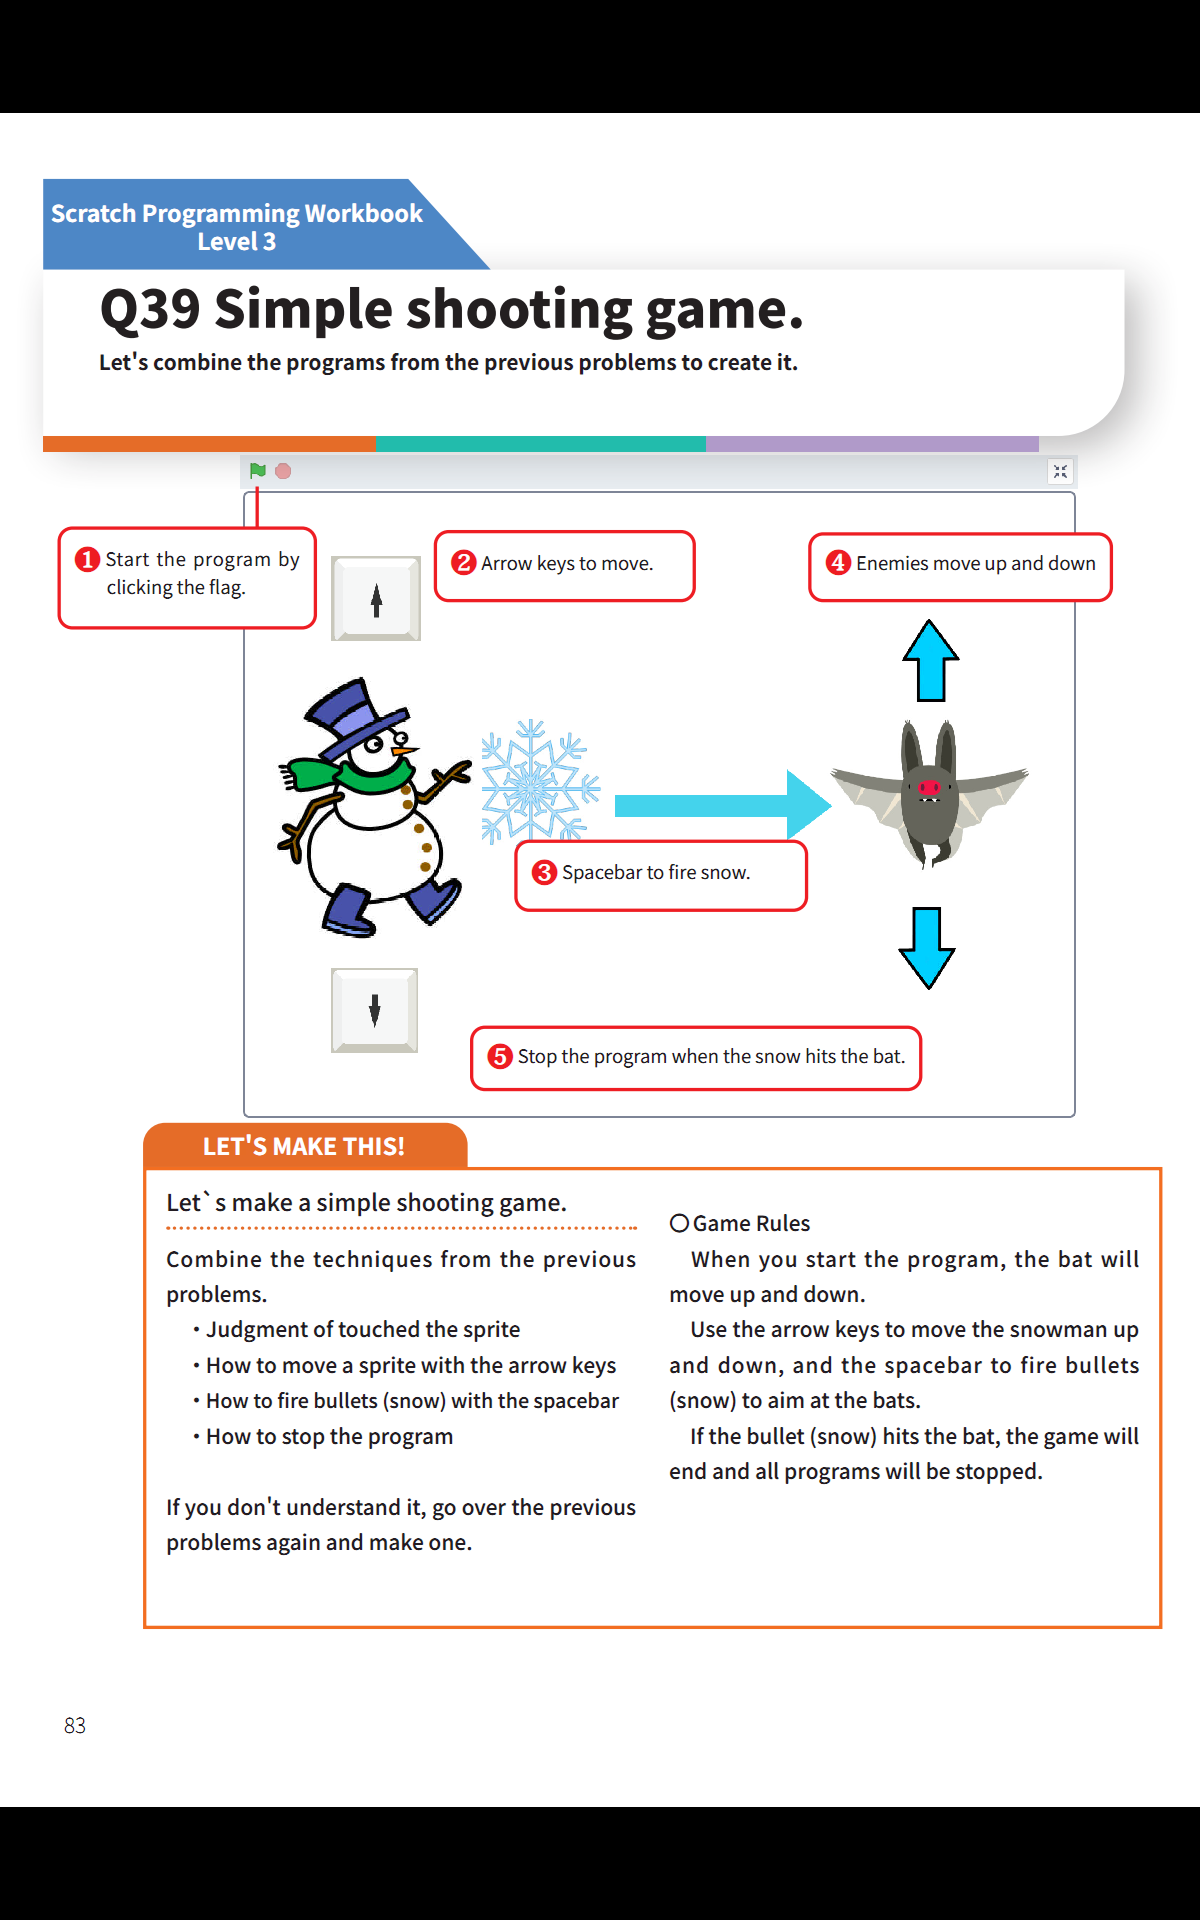 Scratch Programming Workbook
Level 3
Q39 Simple shooting game.
Let's combine the programs from the previous problems to create it.
❶ Start the program by
clicking the flag.
❷ Arrow keys to move.
❹ Enemies move up and down
❸ Spacebar to fire snow.
❺ Stop the program when the snow hits the bat.
LET'S MAKE THIS!
Let`s make a simple shooting game.
Combine the techniques from the previous
problems.
・Judgment of touched the sprite
・How to move a sprite with the arrow keys
・How to fire bullets (snow) with the spacebar
・How to stop the program
If you don't understand it, go over the previous
problems again and make one.
〇Game Rules
When you start the program, the bat will
move up and down.
Use the arrow keys to move the snowman up
and down, and the spacebar to fire bullets
(snow) to aim at the bats.
If the bullet (snow) hits the bat, the game will
end and all programs will be stopped.
83